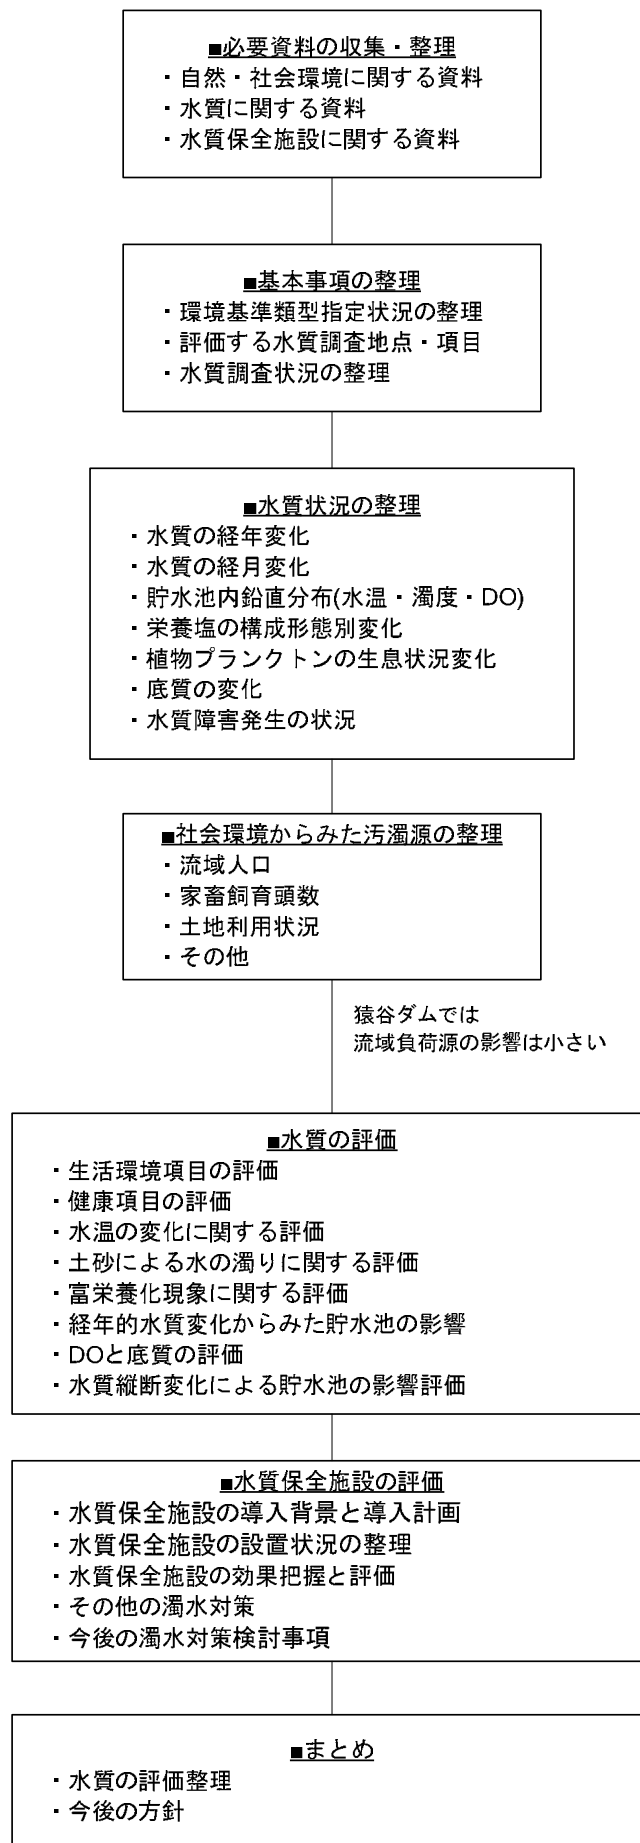 ■必要資料の収集・整理
・自然・社会環境に関する資料
・水質に関する資料
・水質保全施設に関する資料
■基本事項の整理
・環境基準類型指定状況の整理
・評価する水質調査地点・項目
・水質調査状況の整理
■水質状況の整理
・水質の経年変化
・水質の経月変化
・貯水池内鉛直分布(水温・濁度・DO)
・栄養塩の構成形態別変化
・植物プランクトンの生息状況変化
・底質の変化
・水質障害発生の状況
■社会環境からみた汚濁源の整理
・流域人口
・家畜飼育頭数
・土地利用状況
・その他
猿谷ダムでは
流域負荷源の影響は小さい
■水質の評価
・生活環境項目の評価
・健康項目の評価
・水温の変化に関する評価
・土砂による水の濁りに関する評価
・富栄養化現象に関する評価
・経年的水質変化からみた貯水池の影響
・DOと底質の評価
・水質縦断変化による貯水池の影響評価
■水質保全施設の評価
・水質保全施設の導入背景と導入計画
・水質保全施設の設置状況の整理
・水質保全施設の効果把握と評価
・その他の濁水対策
・今後の濁水対策検討事項
■まとめ
・水質の評価整理
・今後の方針